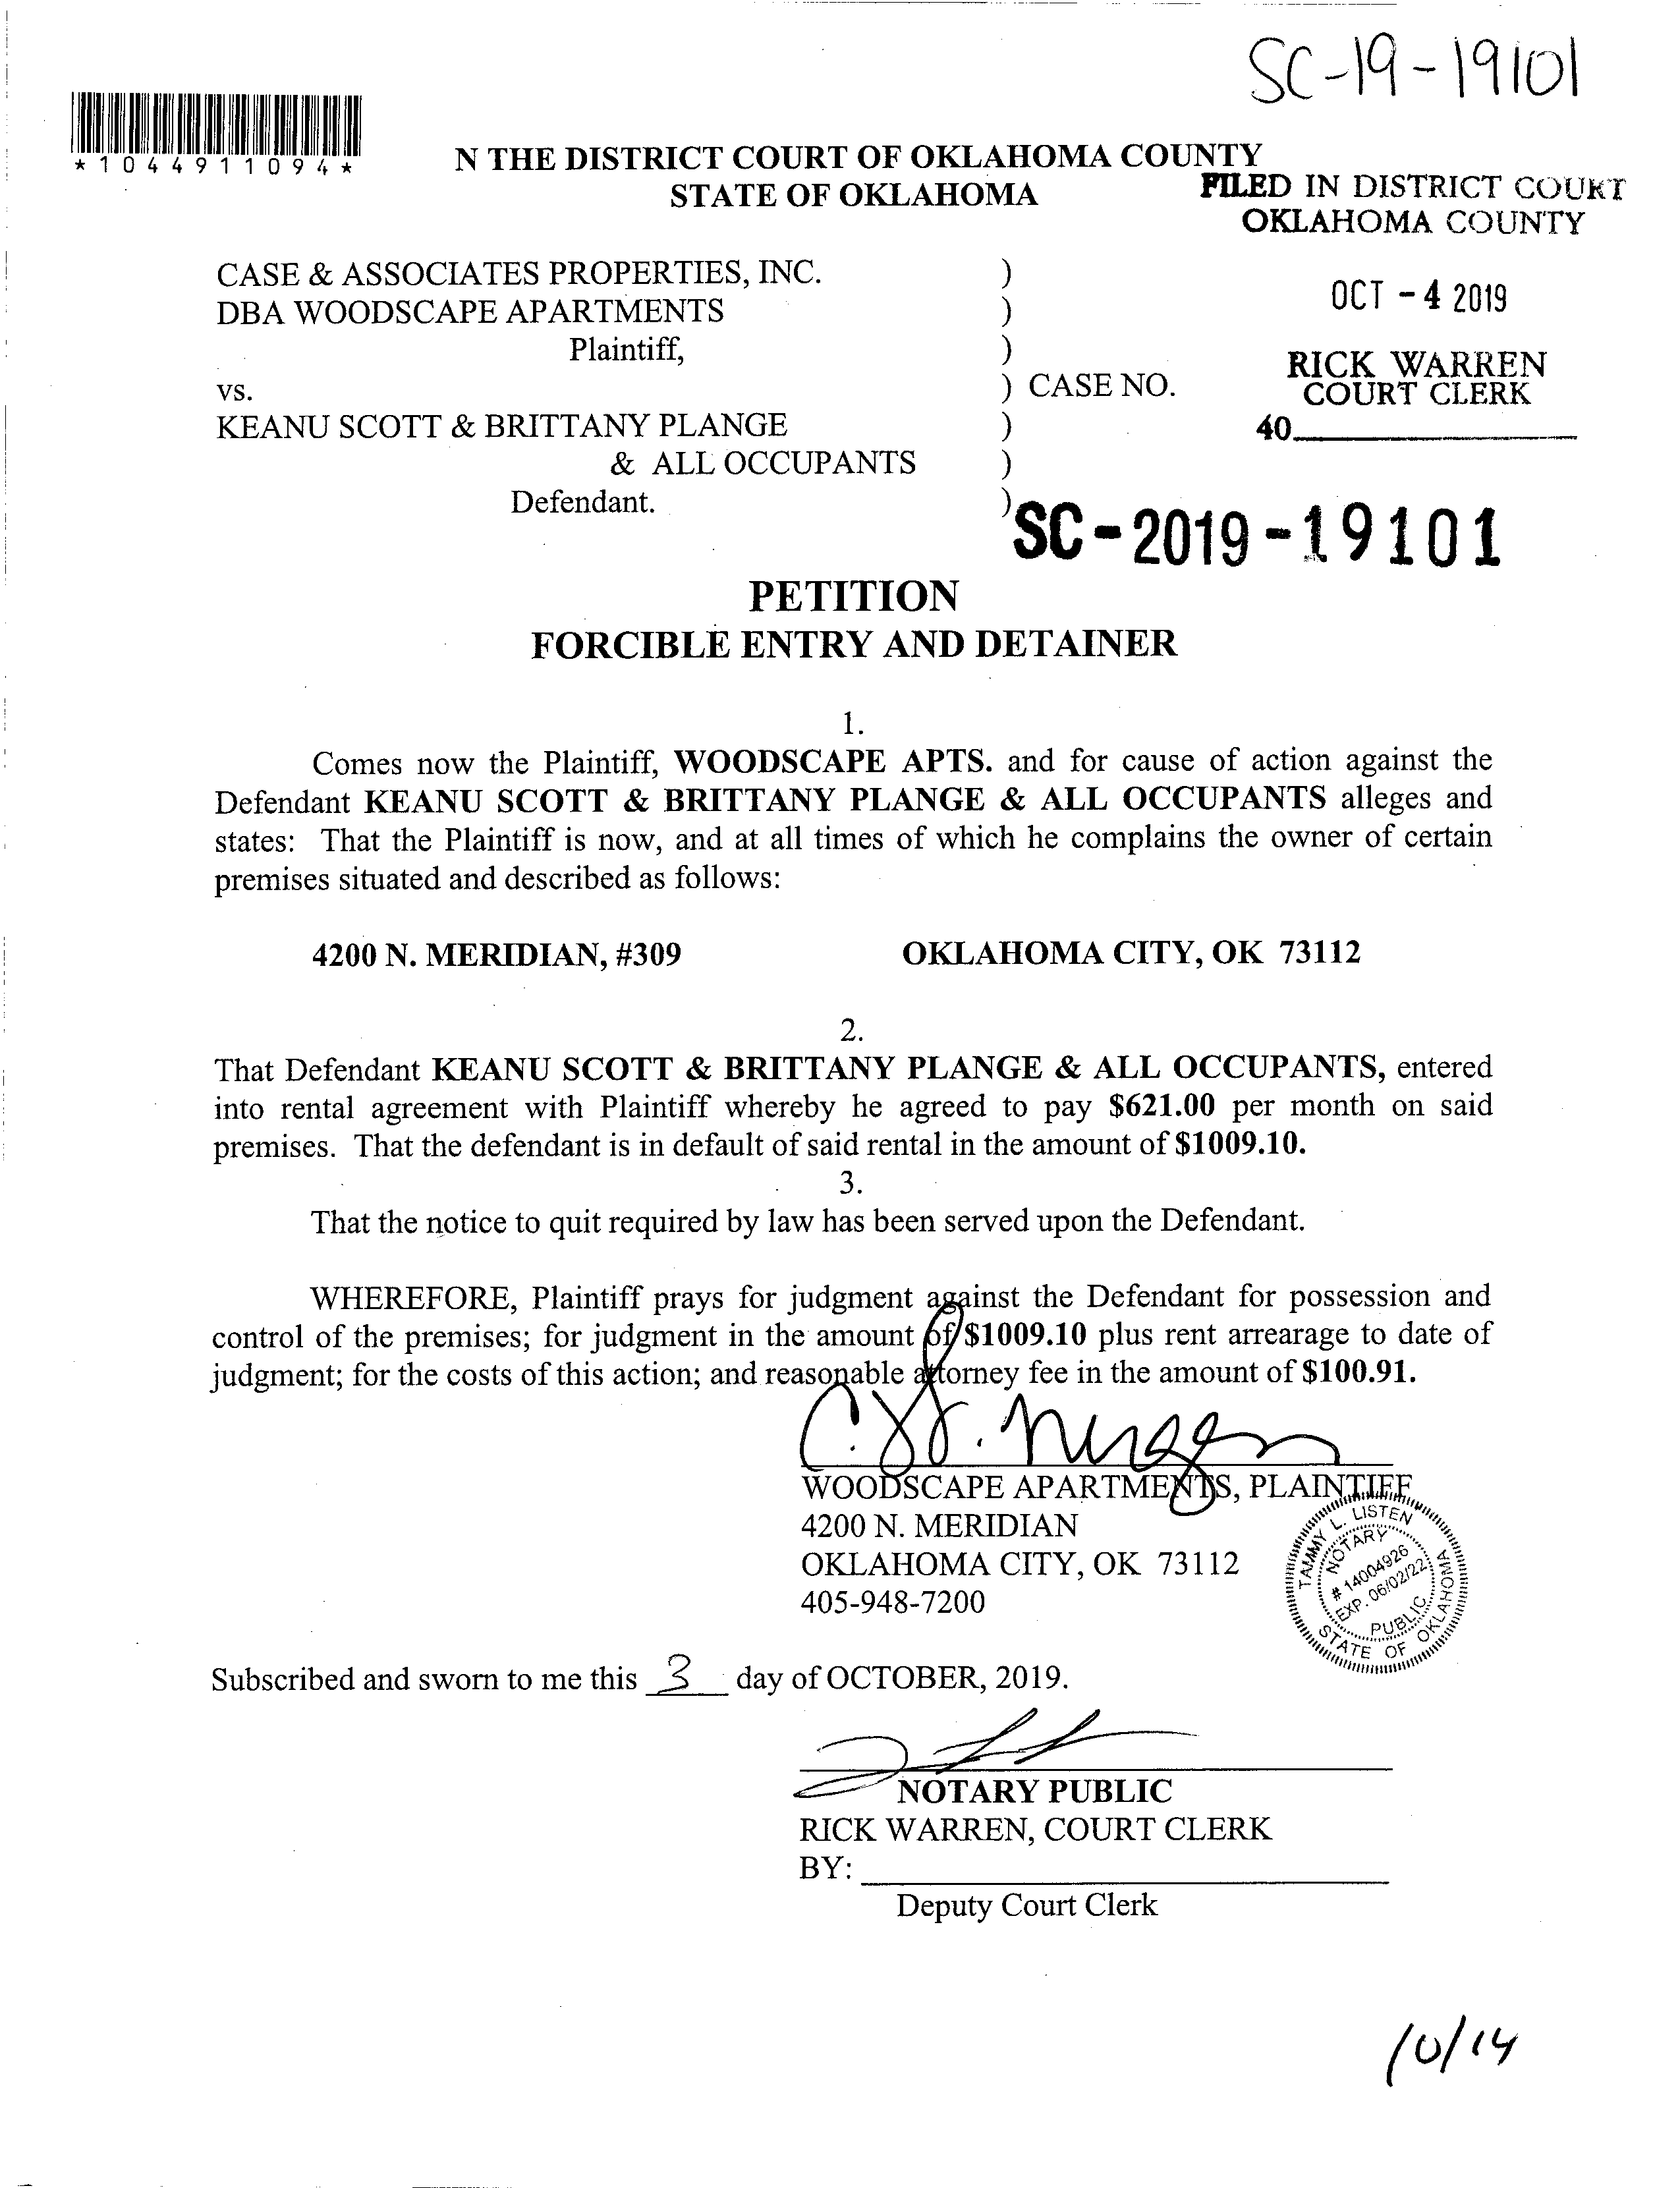 SC-19-19101
*1044911094*
N THE DISTRICT COURT OF OKLAHOMA COUNTY
STATE OF OKLAHOMA
FILED IN DISTRICT COURT
OKLAHOMA COUNTY
CASE & ASSOCIATES PROPERTIES, INC. )
DBA WOODSCAPE APARTMENTS )
OCT - 4 2019
Plaintiff, )
RICK WARREN
COURT CLERK
vs. ) CASE NO.
KEANU SCOTT & BRITTANY PLANGE )
40
& ALL OCCUPANTS )
Defendant. )
SC-2019-19101
PETITION
FORCIBLE ENTRY AND DETAINER
1.
Comes now the Plaintiff, WOODSCAPE APTS. and for cause of action against the
Defendant KEANU SCOTT & BRITTANY PLANGE & ALL OCCUPANTS alleges and
states: That the Plaintiff is now, and at all times of which he complains the owner of certain
premises situated and described as follows:
4200 N. MERIDIAN, #309 OKLAHOMA CITY, OK 73112
2.
That Defendant KEANU SCOTT & BRITTANY PLANGE & ALL OCCUPANTS, entered
into rental agreement with Plaintiff whereby he agreed to pay $621.00 per month on said
premises. That the defendant is in default of said rental in the amount of $1009.10.
3.
That the notice to quit required by law has been served upon the Defendant.
WHEREFORE, Plaintiff prays for judgment against the Defendant for possession and
control of the premises; for judgment in the amount of $1009.10 plus rent arrearage to date of
judgment; for the costs of this action; and reasonable attorney fee in the amount of $100.91.
WOODSCAPE APARTMENTS, PLAINTIFF
4200 N. MERIDIAN
OKLAHOMA CITY, OK 73112
405-948-7200
TAMMY L. LISTEN
NOTARY
# 14004926
EXP. 06/02/22
PUBLIC
STATE OF OKLAHOMA
Subscribed and sworn to me this 3 day of OCTOBER, 2019.
NOTARY PUBLIC
RICK WARREN, COURT CLERK
BY:
Deputy Court Clerk
10/14